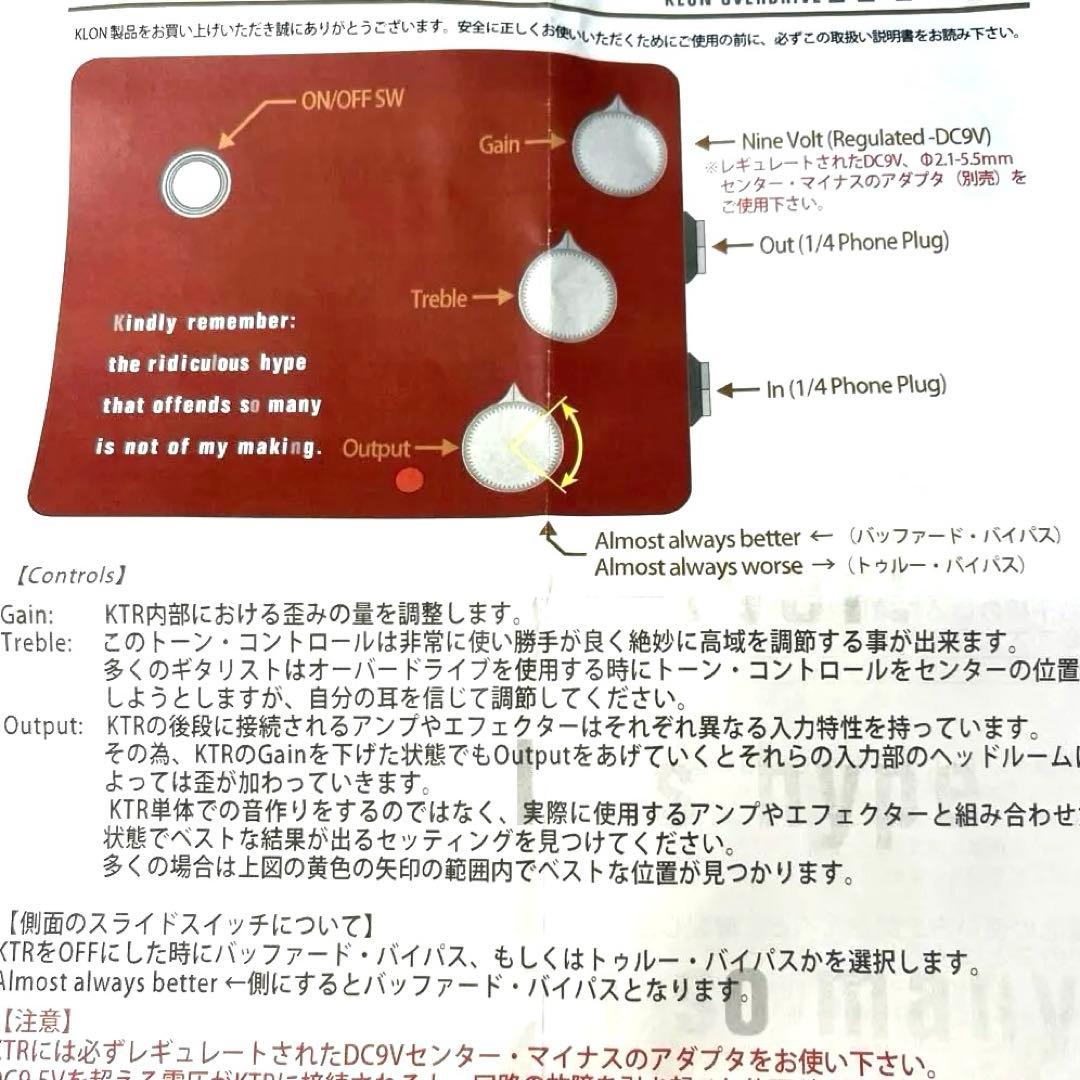 KLON OVERDRIVE
KLON 製品をお買い上げいただき誠にありがとうございます。安全に正しくお使いいただくためにご使用の前に、必ずこの取扱い説明書をお読み下さい。
ON/OFF SW
Gain
Nine Volt (Regulated -DC9V)
※レギュレートされたDC9V、Φ2.1-5.5mm
センター・マイナスのアダプタ（別売）を
ご使用下さい。
Out (1/4 Phone Plug)
Treble
Kindly remember:
the ridiculous hype
that offends so many
is not of my making.
In (1/4 Phone Plug)
Output
Almost always better ←（バッファード・バイパス）
Almost always worse →（トゥルー・バイパス）
【Controls】
Gain: KTR内部における歪みの量を調整します。
Treble: このトーン・コントロールは非常に使い勝手が良く絶妙に高域を調節する事が出来ます。
多くのギタリストはオーバードライブを使用する時にトーン・コントロールをセンターの位置
しようとしますが、自分の耳を信じて調節してください。
Output: KTRの後段に接続されるアンプやエフェクターはそれぞれ異なる入力特性を持っています。
その為、KTRのGainを下げた状態でもOutputをあげていくとそれらの入力部のヘッドルーム
よっては歪が加わっていきます。
KTR単体での音作りをするのではなく、実際に使用するアンプやエフェクターと組み合わせ
状態でベストな結果が出るセッティングを見つけてください。
多くの場合は上図の黄色の矢印の範囲内でベストな位置が見つかります。
【側面のスライドスイッチについて】
KTRをOFFにした時にバッファード・バイパス、もしくはトゥルー・バイパスかを選択します。
Almost always better ←側にするとバッファード・バイパスとなります。
【注意】
KTRには必ずレギュレートされたDC9Vセンター・マイナスのアダプタをお使い下さい。